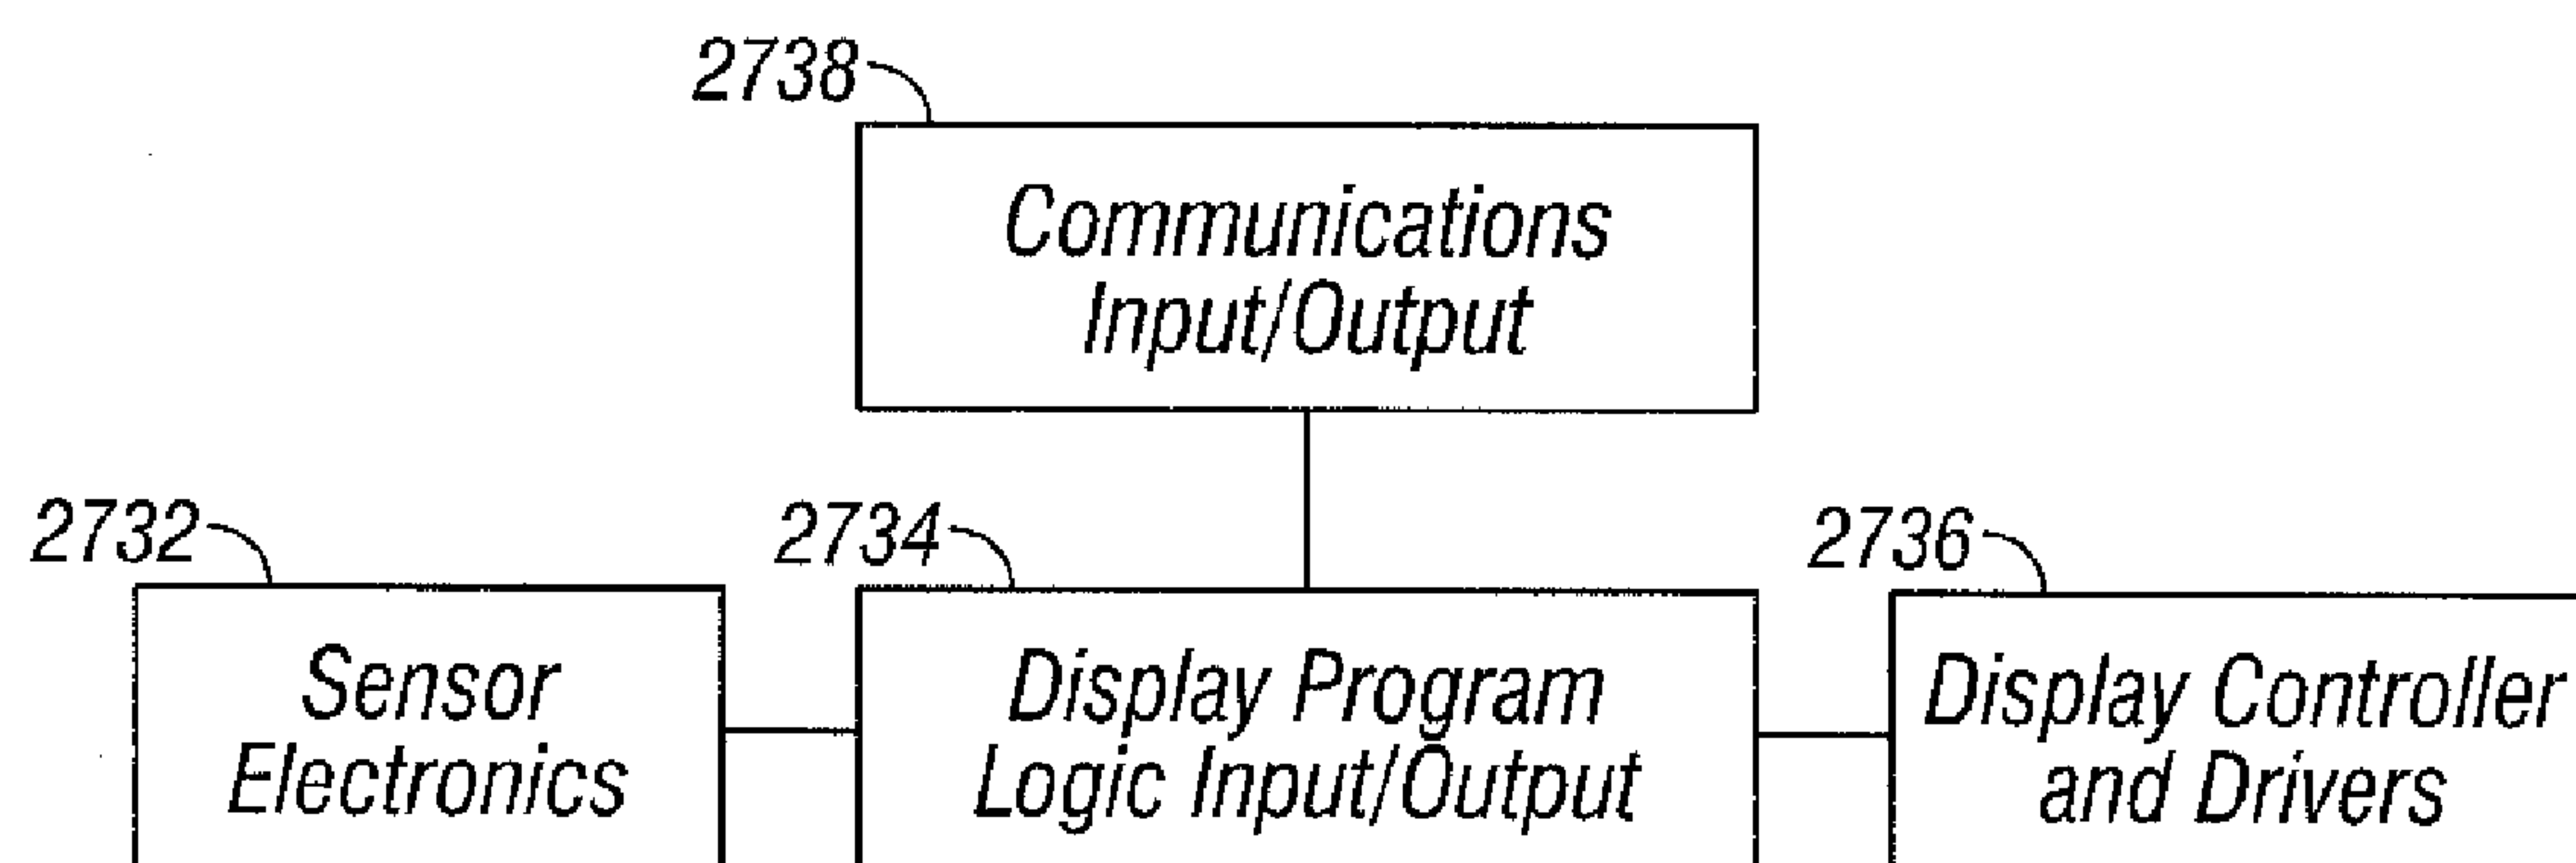 2738
Communications
Input/Output
2732
2734
2736
Sensor
Electronics
Display Program
Logic Input/Output
Display Controller
and Drivers